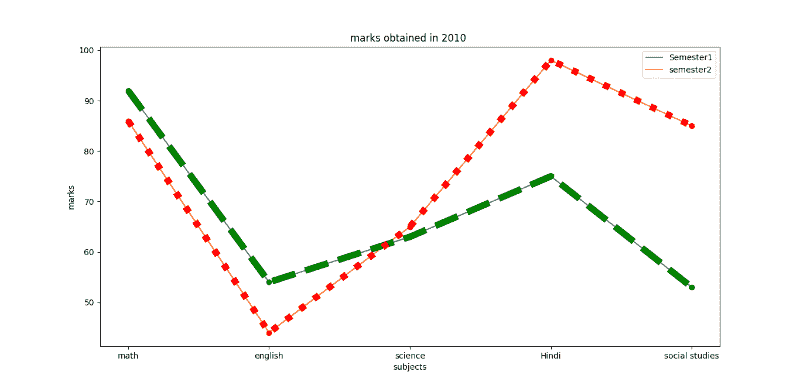 marks obtained in 2010
Semester1
semester2
100
90
80
70
60
50
marks
math
english
science
Hindi
social studies
subjects